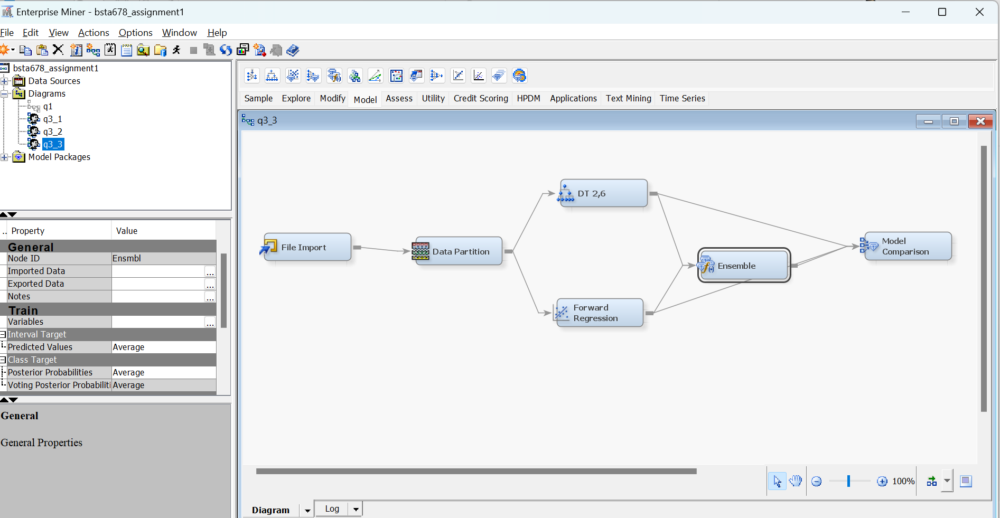 Enterprise Miner - bsta678_assignment1
File Edit View Actions Options Window Help
bsta678_assignment1
Data Sources
Diagrams
q1
q3_1
q3_2
q3_3
Model Packages
.. Property Value
General
Node ID Ensmbl
Imported Data ...
Exported Data ...
Notes ...
Train
Variables ...
Interval Target
Predicted Values Average
Class Target
Posterior Probabilities Average
Voting Posterior Probabiliti Average
General
General Properties
Sample Explore Modify Model Assess Utility Credit Scoring HPDM Applications Text Mining Time Series
q3_3
DT 2,6
File Import
Data Partition
Ensemble
Model
Comparison
Forward
Regression
100%
Diagram Log